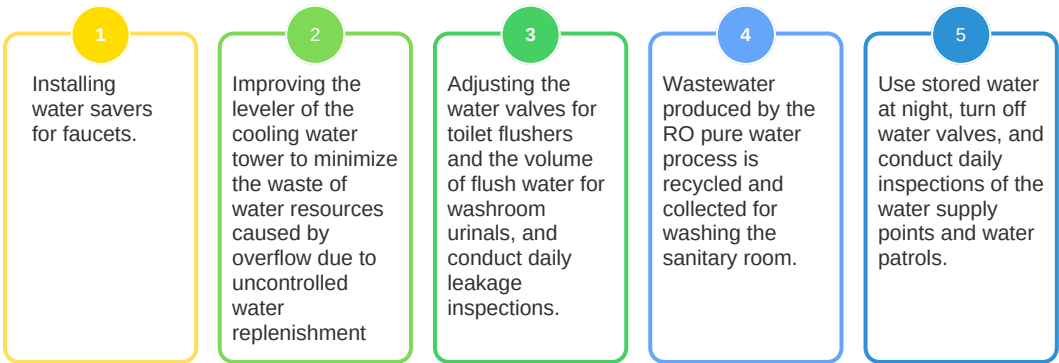 1
Installing
water savers
for faucets.
2
Improving the
leveler of the
cooling water
tower to minimize
the waste of
water resources
caused by
overflow due to
uncontrolled
water
replenishment
3
Adjusting the
water valves for
toilet flushers
and the volume
of flush water for
washroom
urinals, and
conduct daily
leakage
inspections.
4
Wastewater
produced by the
RO pure water
process is
recycled and
collected for
washing the
sanitary room.
5
Use stored water
at night, turn off
water valves, and
conduct daily
inspections of the
water supply
points and water
patrols.